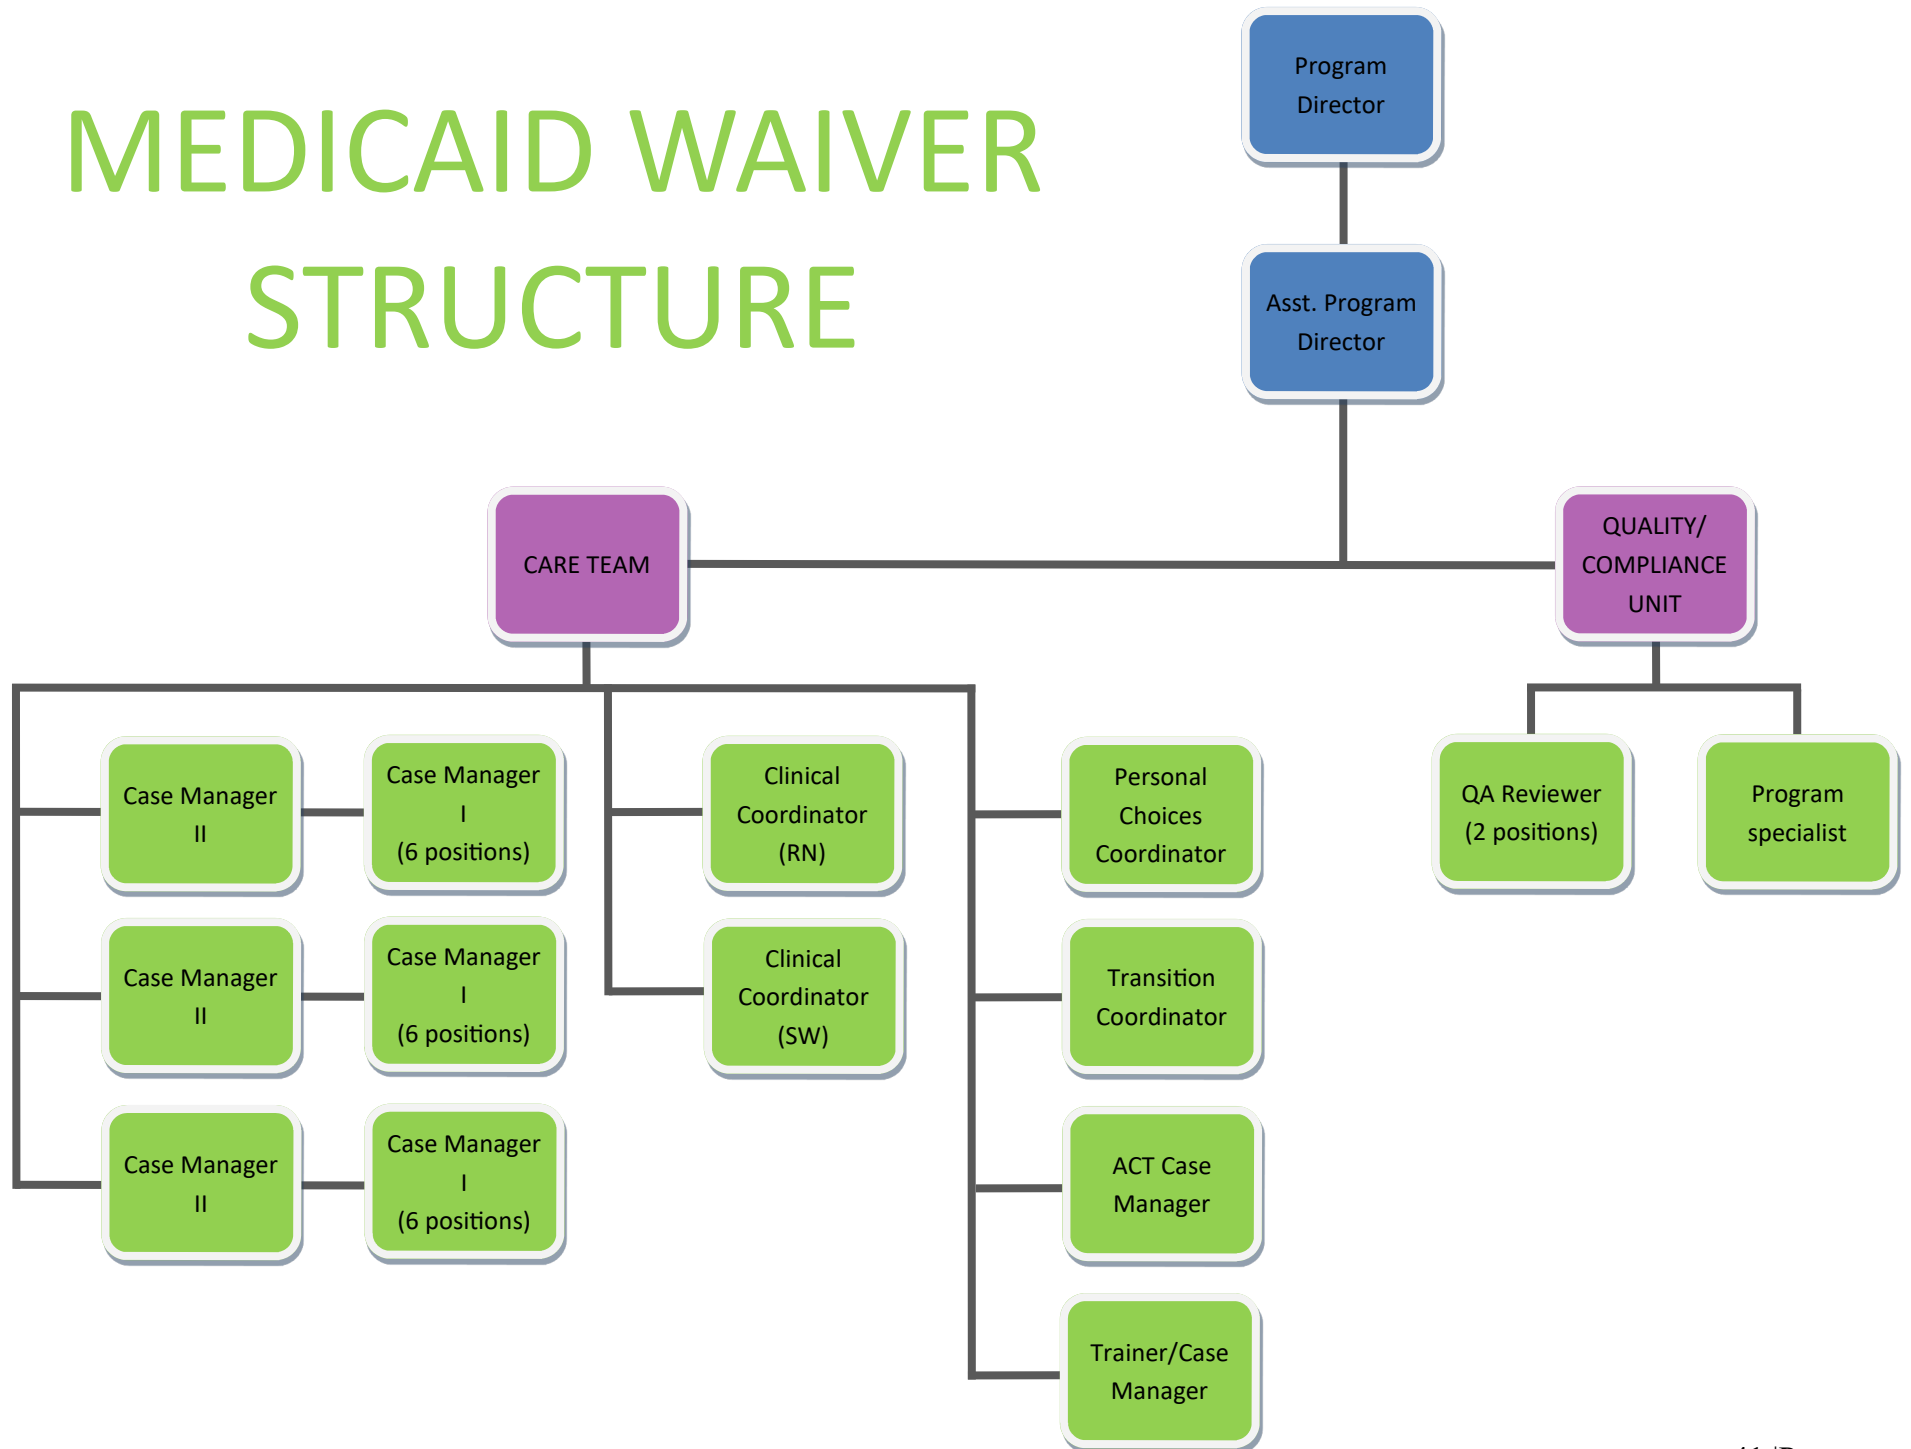 MEDICAID WAIVER
STRUCTURE
Program
Director
Asst. Program
Director
CARE TEAM
QUALITY/
COMPLIANCE
UNIT
Case Manager
II
Case Manager
I
(6 positions)
Clinical
Coordinator
(RN)
Personal
Choices
Coordinator
QA Reviewer
(2 positions)
Program
specialist
Case Manager
II
Case Manager
I
(6 positions)
Clinical
Coordinator
(SW)
Transition
Coordinator
Case Manager
II
Case Manager
I
(6 positions)
ACT Case
Manager
Trainer/Case
Manager